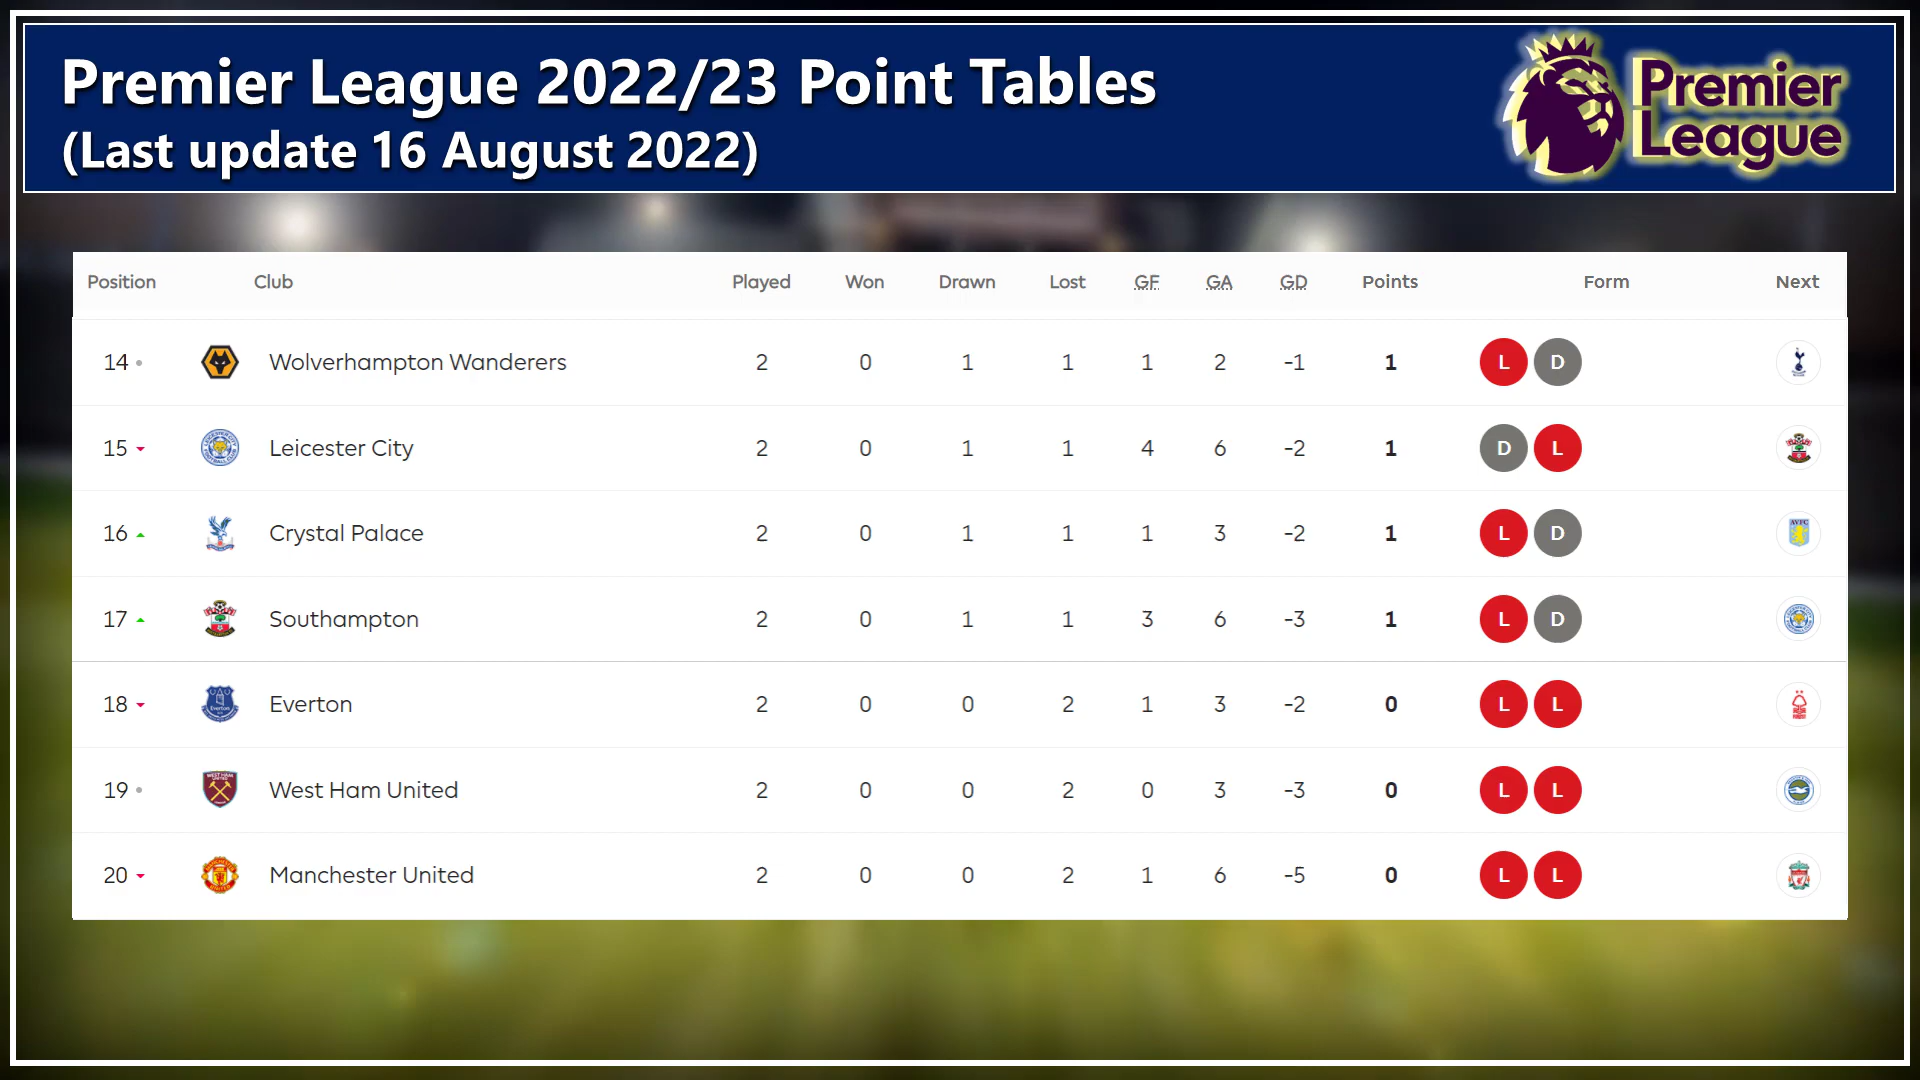 Premier League 2022/23 Point Tables
(Last update 16 August 2022)
Premier
League
Position Club Played Won Drawn Lost GF GA GD Points Form Next
14 Wolverhampton Wanderers 2 0 1 1 1 2 -1 1 L D
15 Leicester City 2 0 1 1 4 6 -2 1 D L
16 Crystal Palace 2 0 1 1 1 3 -2 1 L D
17 Southampton 2 0 1 1 3 6 -3 1 L D
18 Everton 2 0 0 2 1 3 -2 0 L L
19 West Ham United 2 0 0 2 0 3 -3 0 L L
20 Manchester United 2 0 0 2 1 6 -5 0 L L